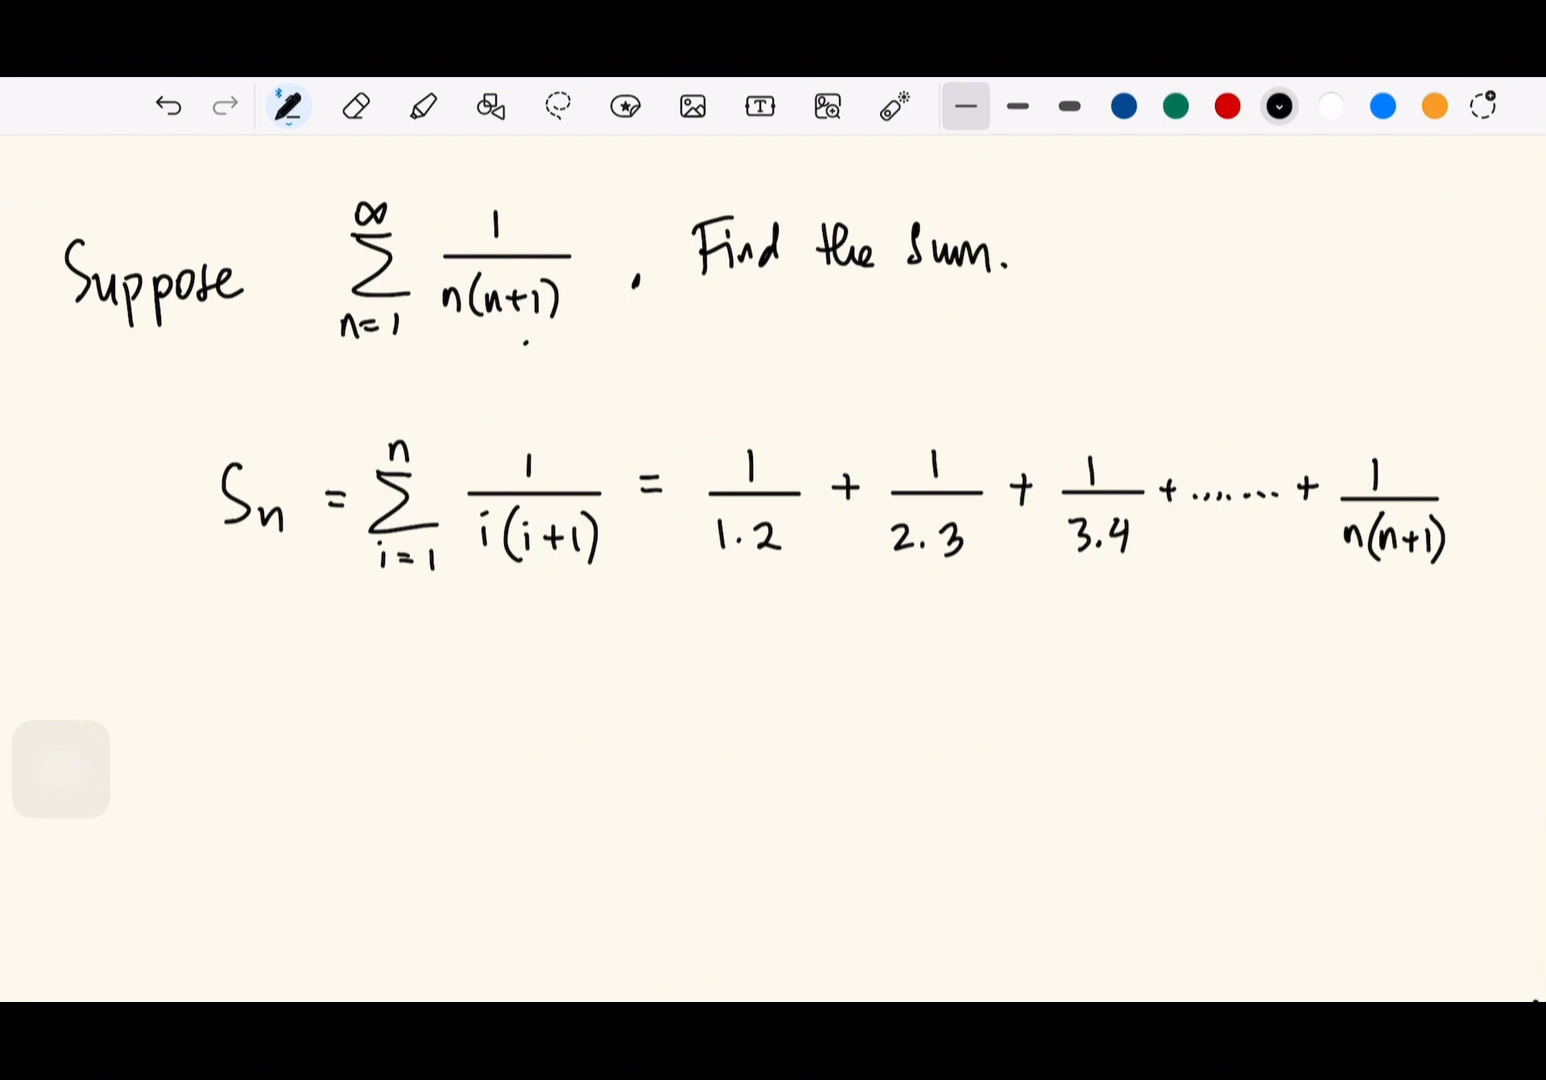 Suppose ∑_{n=1}^{∞} 1/(n(n+1)) . Find the sum.
S_n = ∑_{i=1}^{n} 1/(i(i+1)) = 1/(1.2) + 1/(2.3) + 1/(3.4) + ........ + 1/(n(n+1))